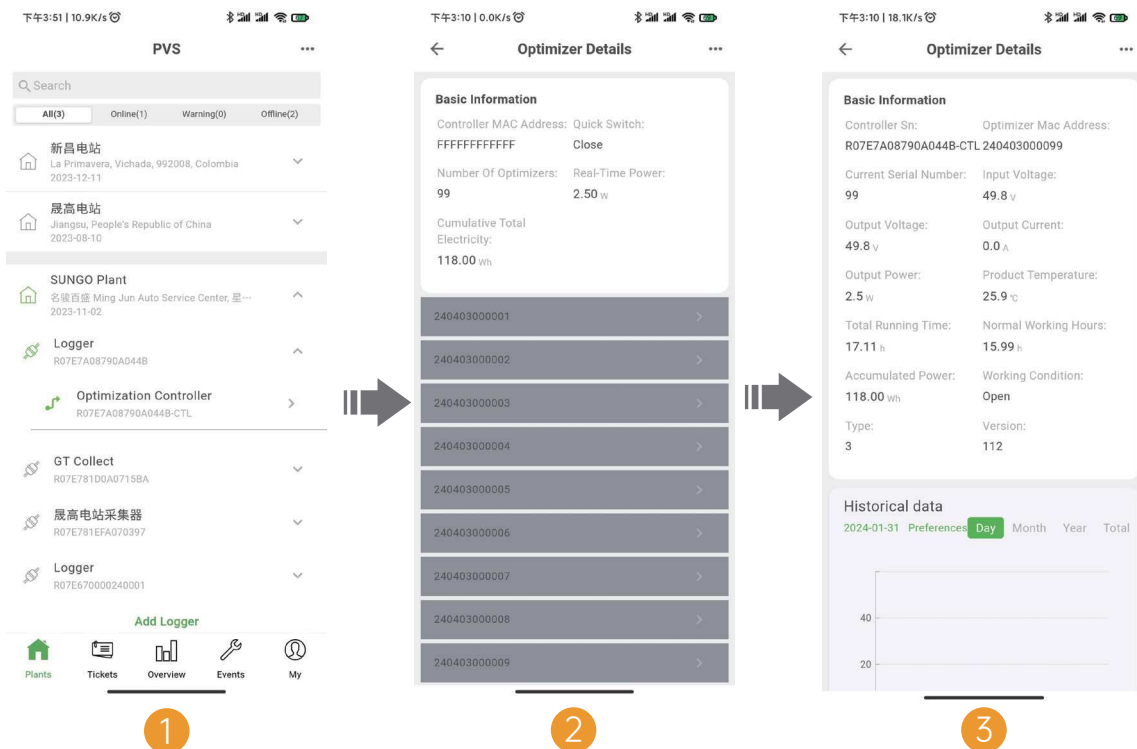 下午3:51 | 10.9K/s
PVS
Search
All(3) Online(1) Warning(0) Offline(2)
新昌电站
La Primavera, Vichada, 992008, Colombia
2023-12-11
晟高电站
Jiangsu, People's Republic of China
2023-08-10
SUNGO Plant
名骏百盛 Ming Jun Auto Service Center, 星···
2023-11-02
Logger
R07E7A08790A044B
Optimization Controller
R07E7A08790A044B-CTL
GT Collect
R07E781D0A0715BA
晟高电站采集器
R07E781EFA070397
Logger
R07E670000240001
Add Logger
Plants Tickets Overview Events My
1
下午3:10 | 0.0K/s
Optimizer Details
Basic Information
Controller MAC Address: Quick Switch:
FFFFFFFFFFFF Close
Number Of Optimizers: Real-Time Power:
99 2.50 W
Cumulative Total
Electricity:
118.00 Wh
240403000001
240403000002
240403000003
240403000004
240403000005
240403000006
240403000007
240403000008
240403000009
2
下午3:10 | 18.1K/s
Optimizer Details
Basic Information
Controller Sn: Optimizer Mac Address:
R07E7A08790A044B-CTL 240403000099
Current Serial Number: Input Voltage:
99 49.8 V
Output Voltage: Output Current:
49.8 V 0.0 A
Output Power: Product Temperature:
2.5 W 25.9 ℃
Total Running Time: Normal Working Hours:
17.11 h 15.99 h
Accumulated Power: Working Condition:
118.00 Wh Open
Type: Version:
3 112
Historical data
2024-01-31 Preferences Day Month Year Total
40
20
3